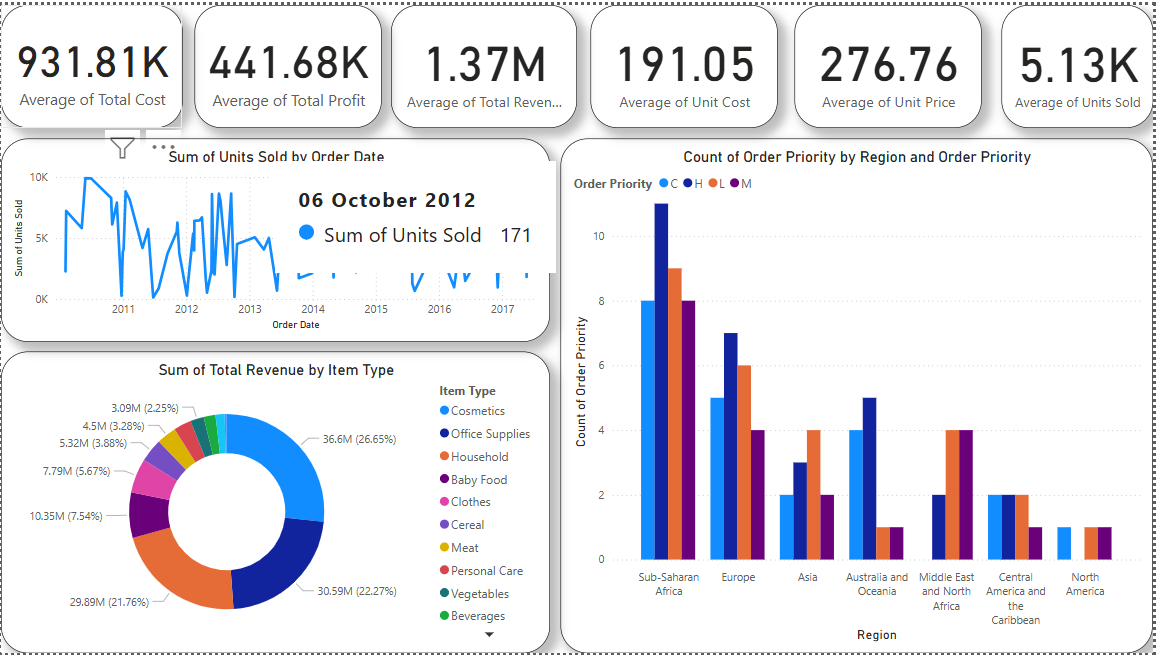 931.81K
Average of Total Cost
441.68K
Average of Total Profit
1.37M
Average of Total Reven...
191.05
Average of Unit Cost
276.76
Average of Unit Price
5.13K
Average of Units Sold
Sum of Units Sold by Order Date
10K
5K
0K
Sum of Units Sold
06 October 2012
Sum of Units Sold 171
2011 2012 2013 2014 2015 2016 2017
Order Date
Sum of Total Revenue by Item Type
3.09M (2.25%)
4.5M (3.28%)
5.32M (3.88%)
7.79M (5.67%)
10.35M (7.54%)
29.89M (21.76%)
36.6M (26.65%)
30.59M (22.27%)
Item Type
Cosmetics
Office Supplies
Household
Baby Food
Clothes
Cereal
Meat
Personal Care
Vegetables
Beverages
Count of Order Priority by Region and Order Priority
Order Priority C H L M
Count of Order Priority
10
8
6
4
2
0
Sub-Saharan
Africa
Europe
Asia
Australia and
Oceania
Middle East
and North
Africa
Central
America and
the
Caribbean
North
America
Region